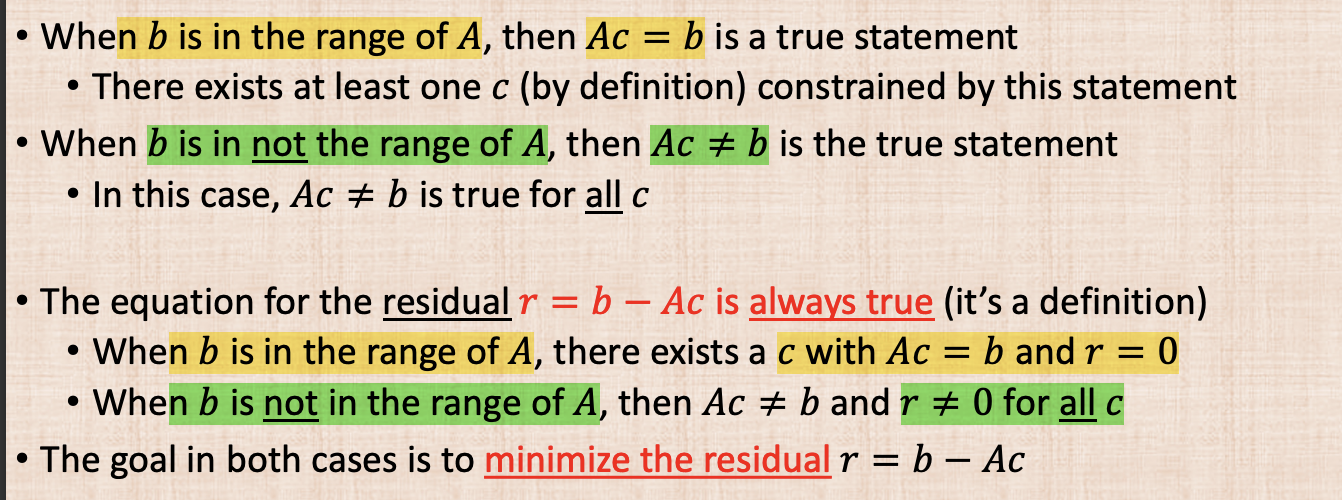 • When b is in the range of A, then Ac = b is a true statement
• There exists at least one c (by definition) constrained by this statement
• When b is in not the range of A, then Ac ≠ b is the true statement
• In this case, Ac ≠ b is true for all c
• The equation for the residual r = b − Ac is always true (it’s a definition)
• When b is in the range of A, there exists a c with Ac = b and r = 0
• When b is not in the range of A, then Ac ≠ b and r ≠ 0 for all c
• The goal in both cases is to minimize the residual r = b − Ac